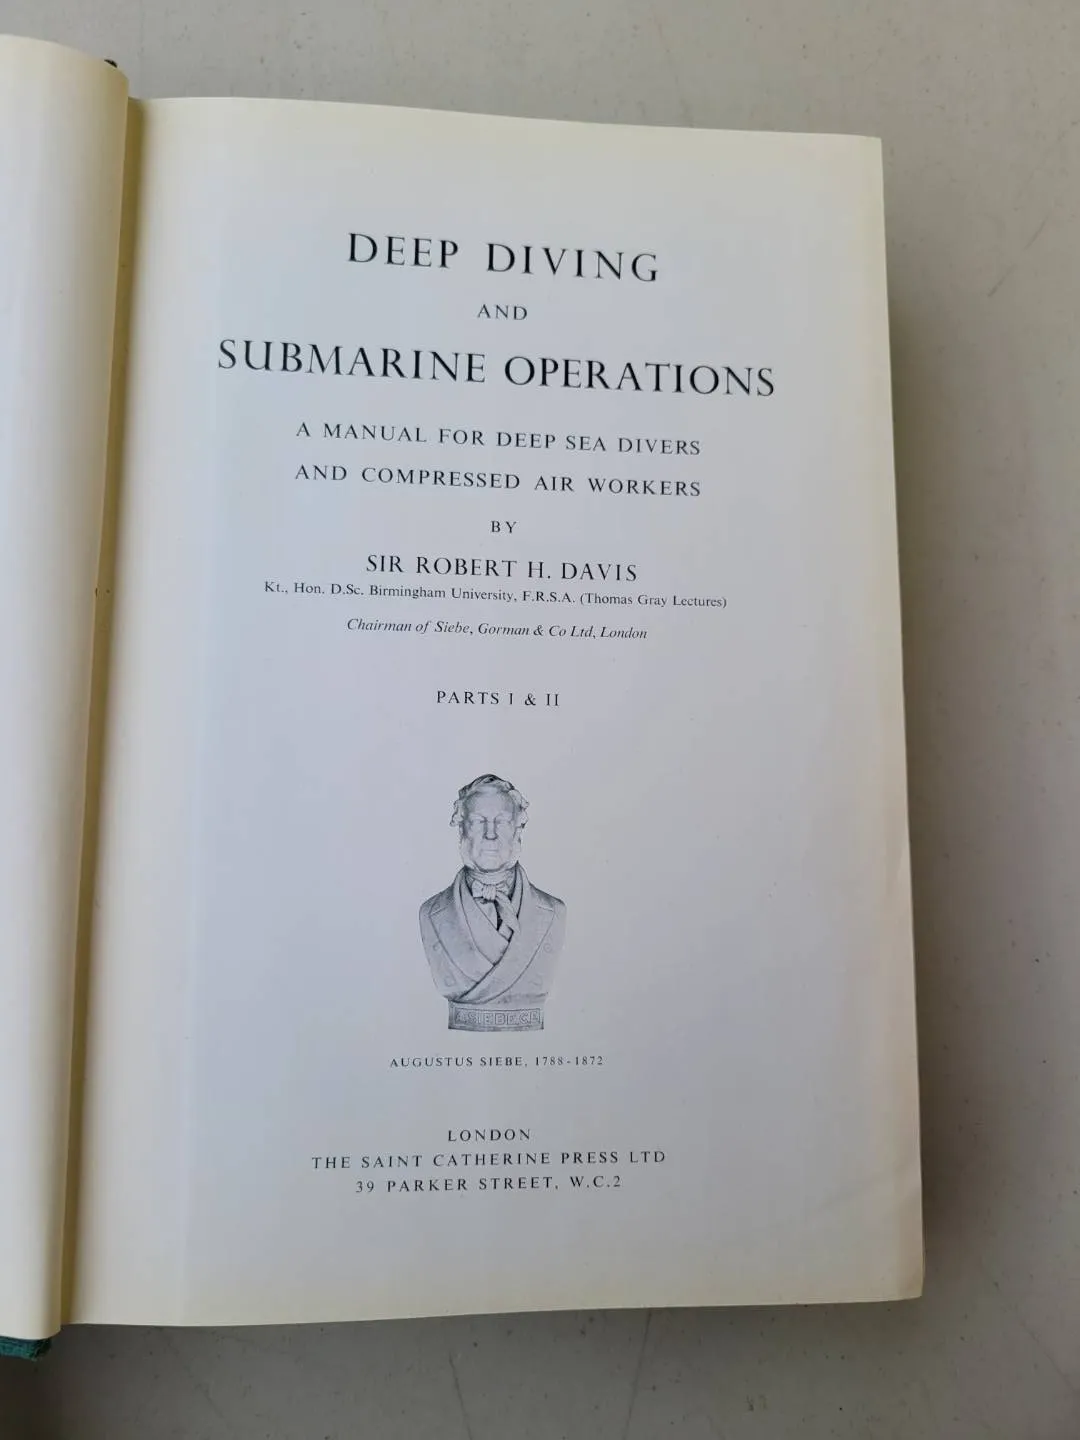 DEEP DIVING
AND
SUBMARINE OPERATIONS
A MANUAL FOR DEEP SEA DIVERS
AND COMPRESSED AIR WORKERS
BY
SIR ROBERT H. DAVIS
Kt., Hon. D.Sc. Birmingham University, F.R.S.A. (Thomas Gray Lectures)
Chairman of Siebe, Gorman & Co Ltd, London
PARTS I & II
AUGUSTUS SIEBE, 1788-1872
LONDON
THE SAINT CATHERINE PRESS LTD
39 PARKER STREET, W.C.2